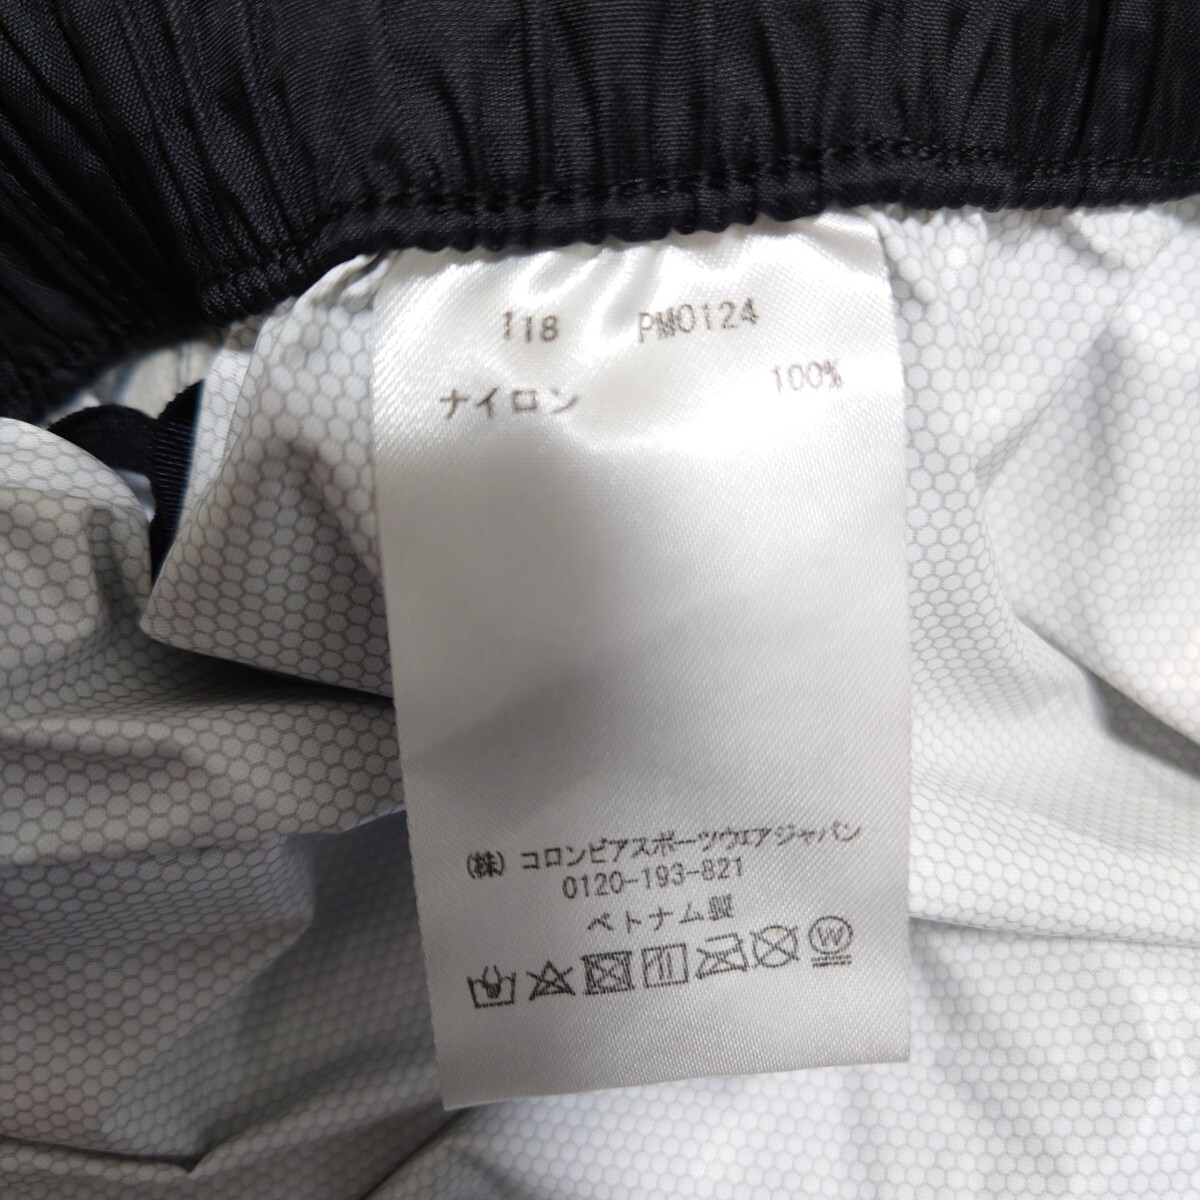 118 PM0124
ナイロン 100%
(株) コロンビアスポーツウェアジャパン
0120-193-821
ベトナム製
W